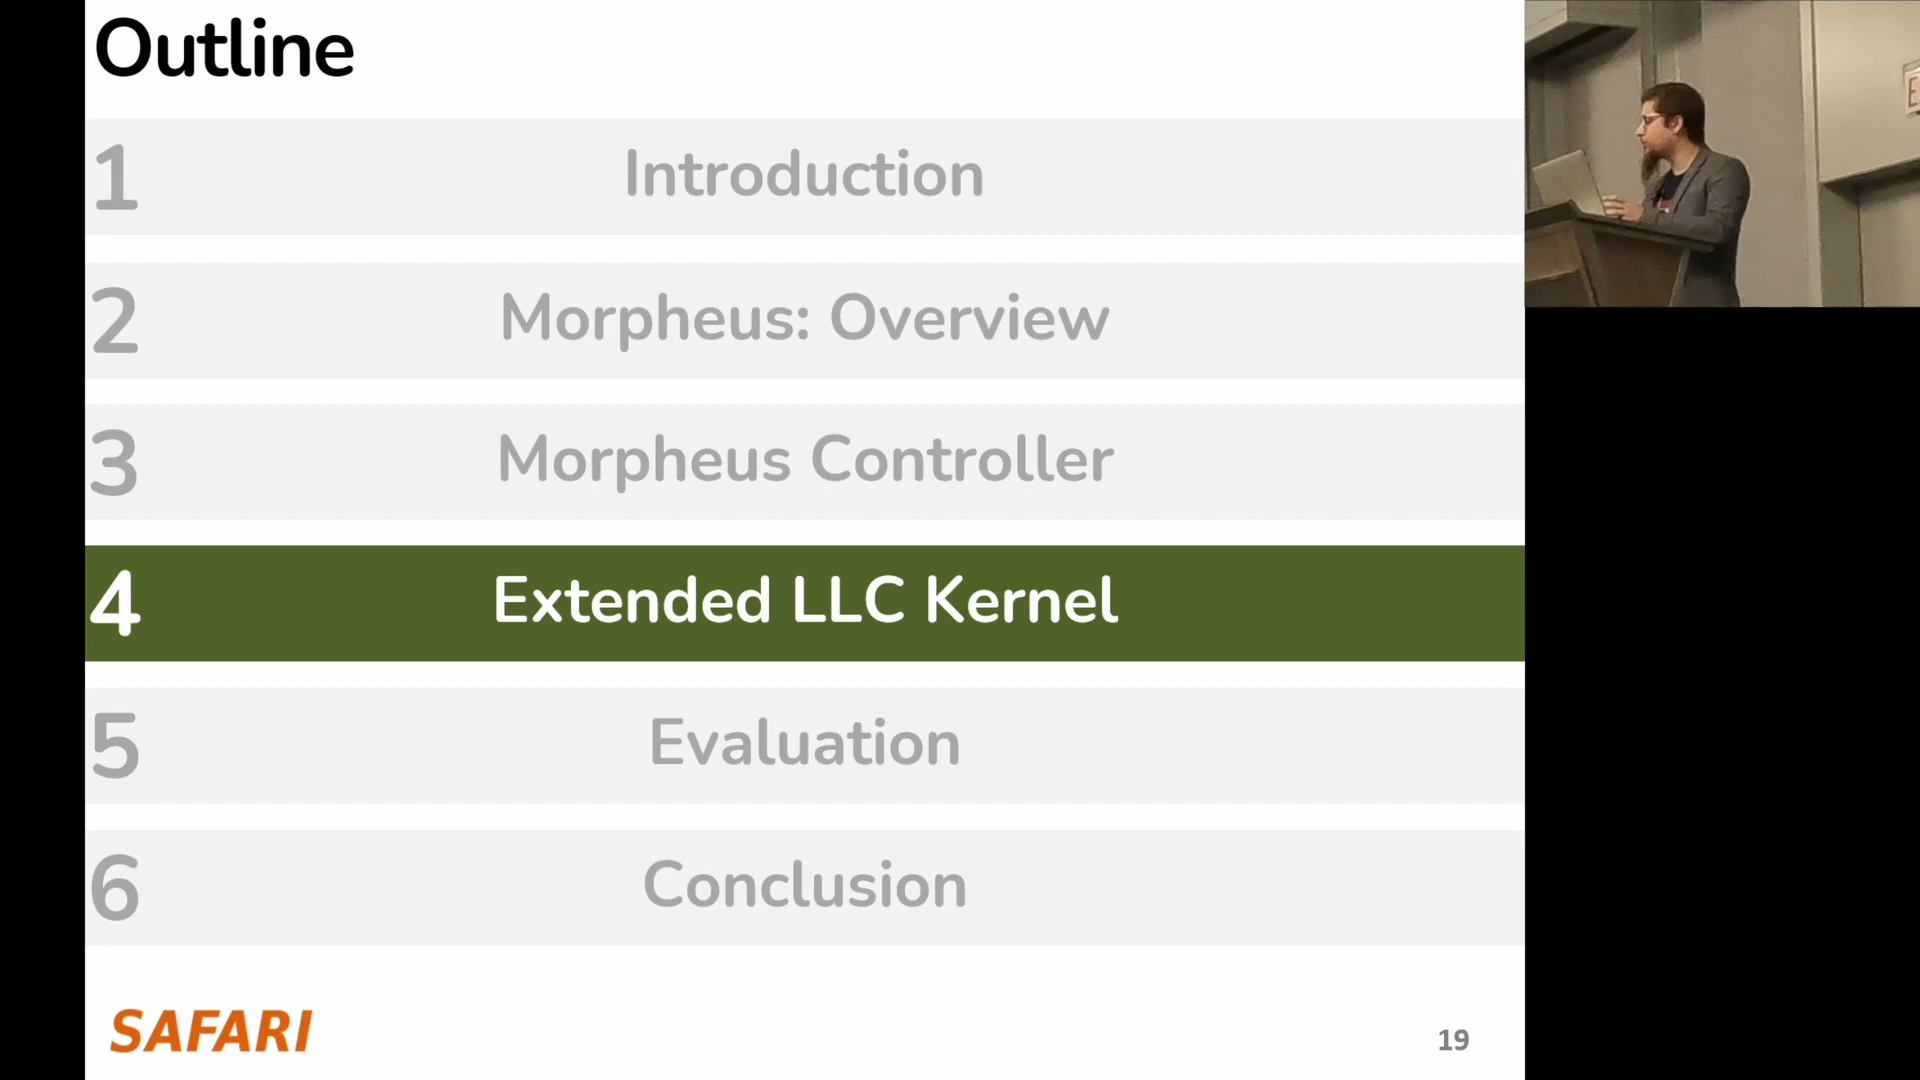 Outline
1 Introduction
2 Morpheus: Overview
3 Morpheus Controller
4 Extended LLC Kernel
5 Evaluation
6 Conclusion
SAFARI
19